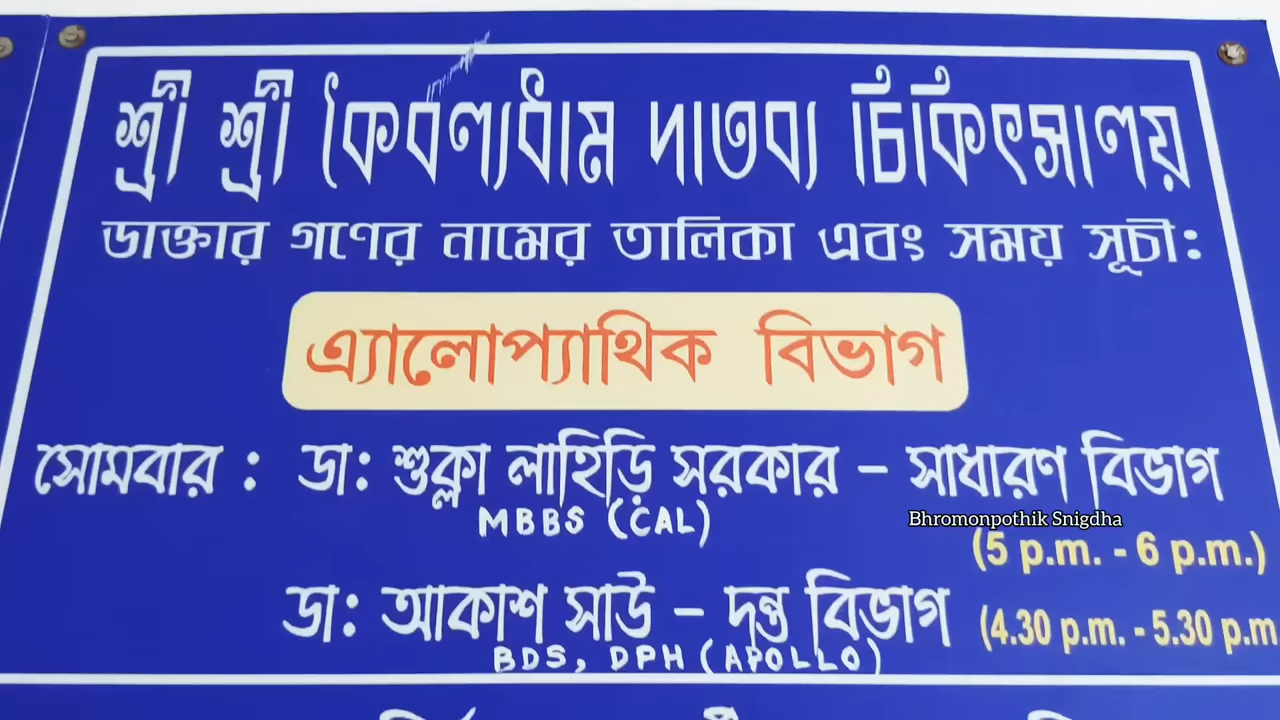 শ্রী শ্রী কৈবল্যধাম দাতব্য চিকিৎসালয়
ডাক্তার গণের নামের তালিকা এবং সময় সূচী:
এ্যালোপ্যাথিক বিভাগ
সোমবার : ডা: শুক্লা লাহিড়ি সরকার – সাধারণ বিভাগ
MBBS (CAL)
Bhromonpothik Snigdha
(5 p.m. - 6 p.m.)
ডা: আকাশ সাউ – দন্ত বিভাগ (4.30 p.m. - 5.30 p.m
BDS, DPH (APOLLO)